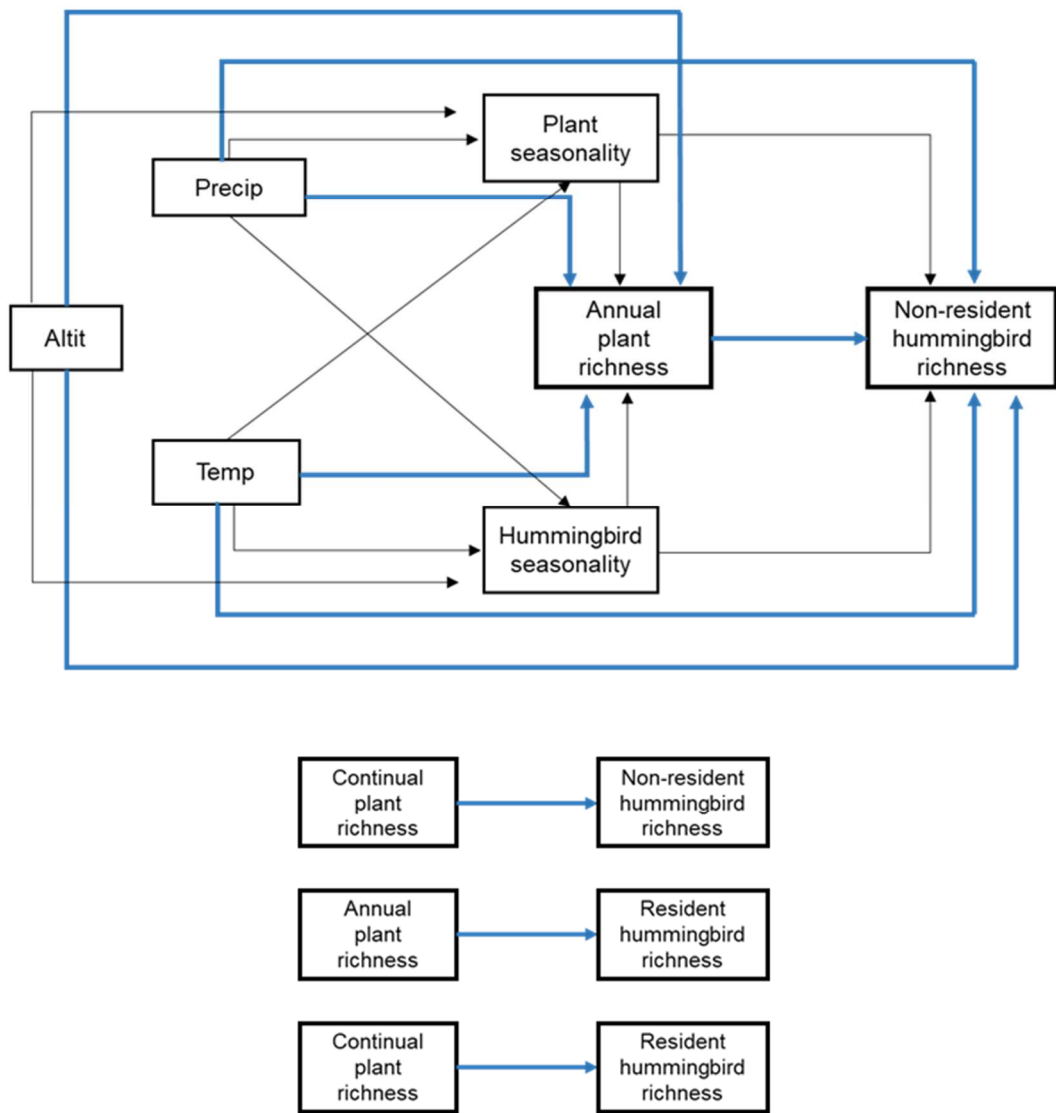 Plant
seasonality
Precip
Altit
Annual
plant
richness
Non-resident
hummingbird
richness
Temp
Hummingbird
seasonality
Continual
plant
richness
Non-resident
hummingbird
richness
Annual
plant
richness
Resident
hummingbird
richness
Continual
plant
richness
Resident
hummingbird
richness